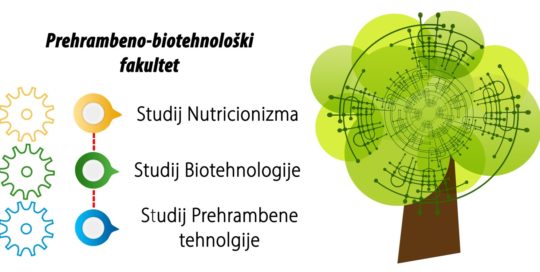 Prehrambeno-biotehnološki
fakultet
Studij Nutricionizma
Studij Biotehnologije
Studij Prehrambene
tehnolgije